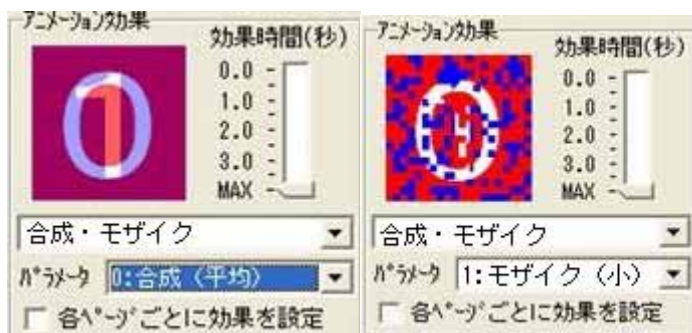 アニメーション効果
効果時間(秒)
0.0
1.0
2.0
3.0
MAX
合成・モザイク
パラメータ 0:合成(平均)
各ページごとに効果を設定
アニメーション効果
効果時間(秒)
0.0
1.0
2.0
3.0
MAX
合成・モザイク
パラメータ 1:モザイク(小)
各ページごとに効果を設定